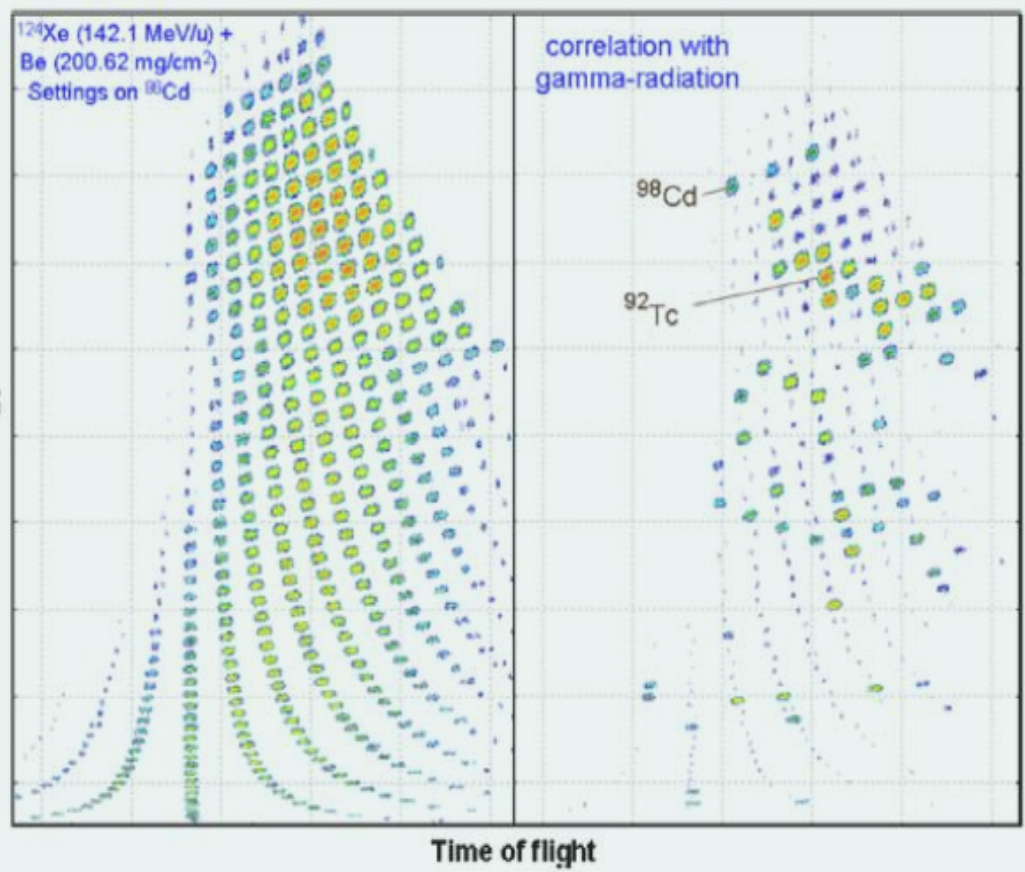 ¹²⁴Xe (142.1 MeV/u) +
Be (200.62 mg/cm²)
Settings on ⁹⁶Cd
correlation with
gamma-radiation
⁹⁸Cd
⁹²Tc
Time of flight